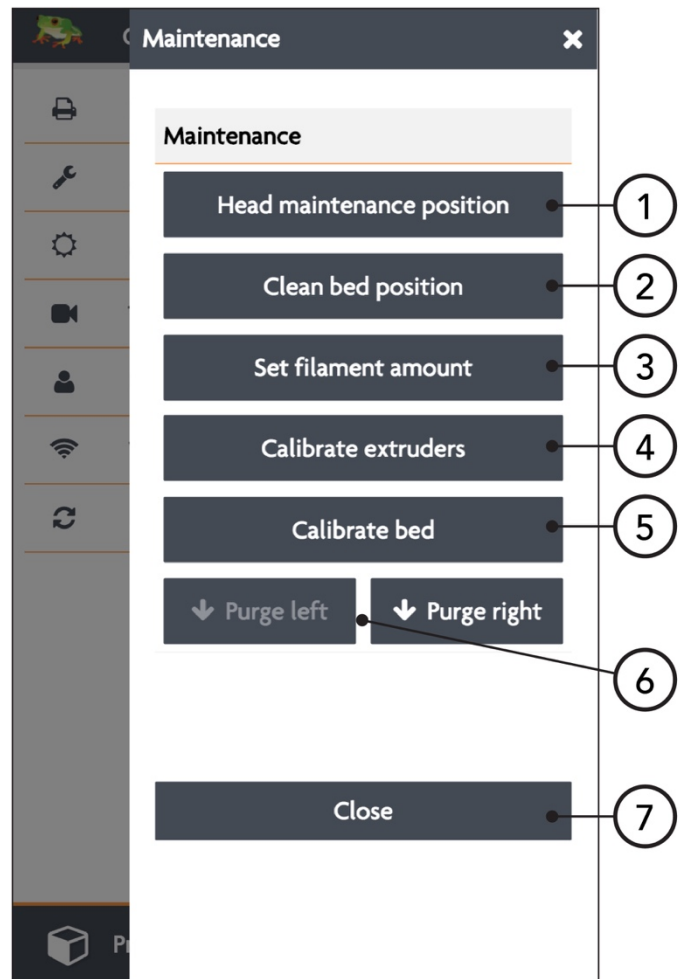 Maintenance
Maintenance
Head maintenance position
1
Clean bed position
2
Set filament amount
3
Calibrate extruders
4
Calibrate bed
5
Purge left Purge right
6
Close
7